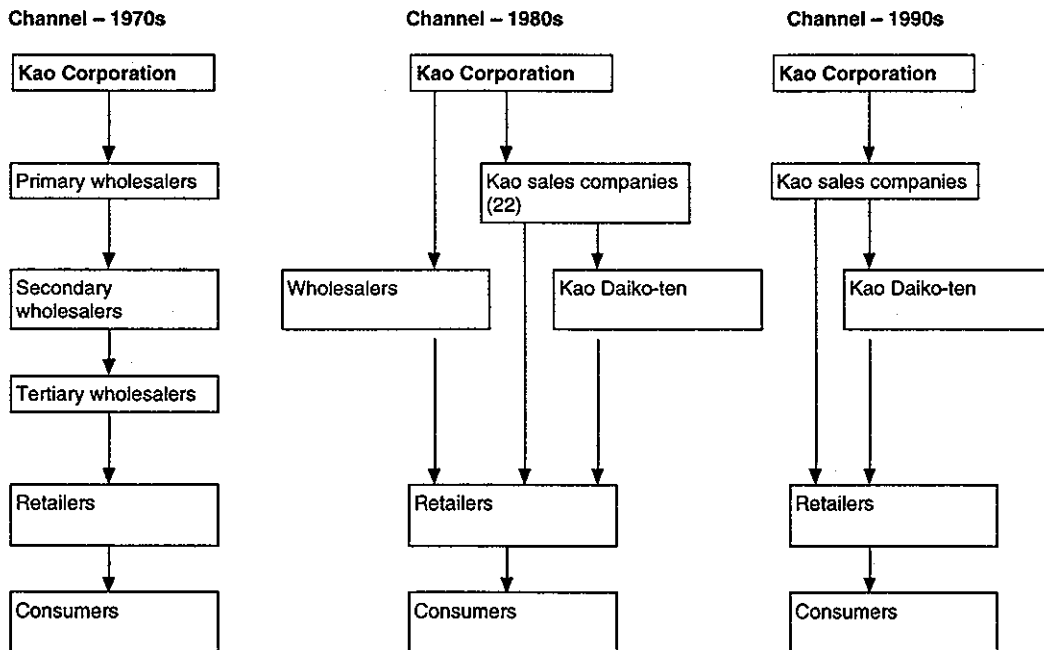 Channel – 1970s
Kao Corporation
Primary wholesalers
Secondary
wholesalers
Tertiary wholesalers
Retailers
Consumers
Channel – 1980s
Kao Corporation
Kao sales companies
(22)
Wholesalers
Kao Daiko-ten
Retailers
Consumers
Channel – 1990s
Kao Corporation
Kao sales companies
Kao Daiko-ten
Retailers
Consumers